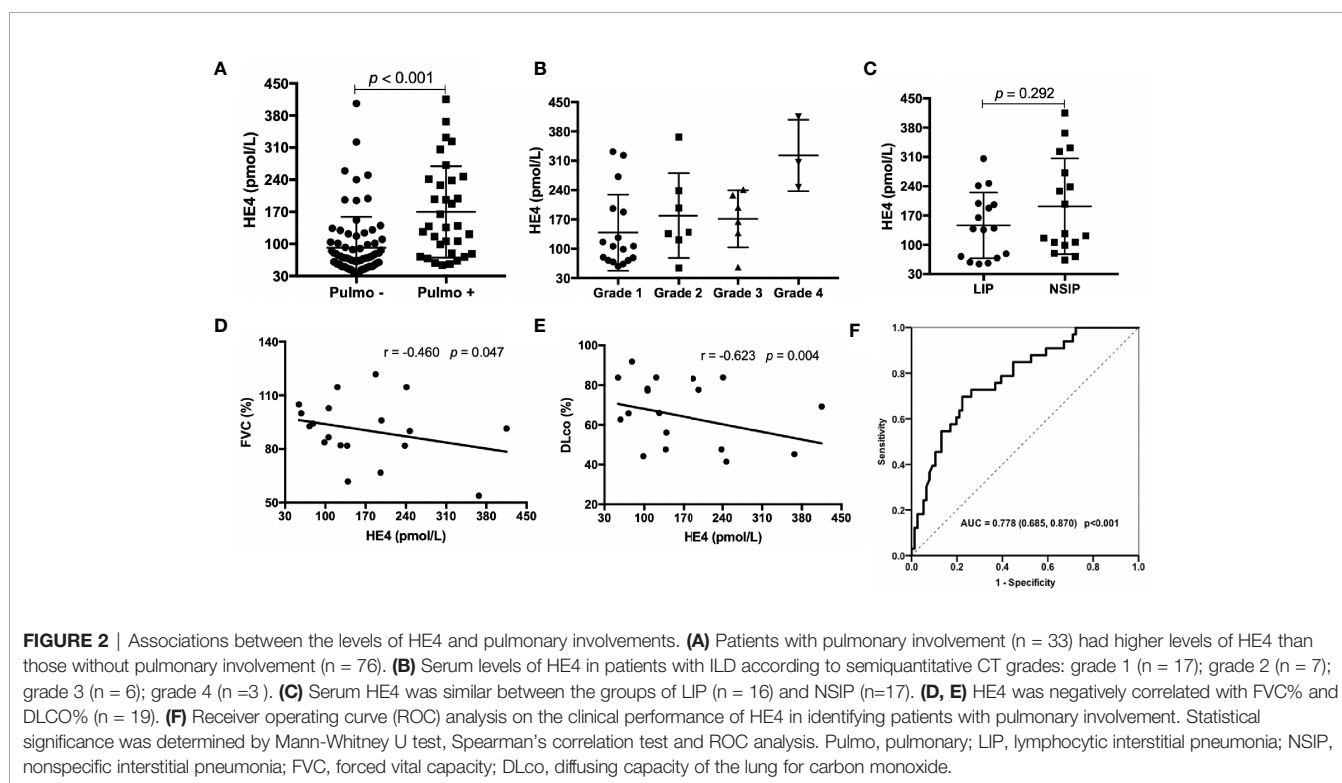 A
p < 0.001
HE4 (pmol/L)
450
380
310
240
170
100
30
Pulmo -
Pulmo +
B
HE4 (pmol/L)
450
380
310
240
170
100
30
Grade 1
Grade 2
Grade 3
Grade 4
C
p = 0.292
HE4 (pmol/L)
450
380
310
240
170
100
30
LIP
NSIP
D
r = -0.460 p = 0.047
FVC (%)
140
110
80
50
30 100 170 240 310 380 450
HE4 (pmol/L)
E
r = -0.623 p = 0.004
DLco (%)
100
80
60
40
20
30 100 170 240 310 380 450
HE4 (pmol/L)
F
Sensitivity
1.0
0.8
0.6
0.4
0.2
0.0
AUC = 0.778 (0.685, 0.870) p<0.001
0.0 0.2 0.4 0.6 0.8 1.0
1 - Specificity
FIGURE 2 | Associations between the levels of HE4 and pulmonary involvements. (A) Patients with pulmonary involvement (n = 33) had higher levels of HE4 than
those without pulmonary involvement (n = 76). (B) Serum levels of HE4 in patients with ILD according to semiquantitative CT grades: grade 1 (n = 17); grade 2 (n = 7);
grade 3 (n = 6); grade 4 (n =3 ). (C) Serum HE4 was similar between the groups of LIP (n = 16) and NSIP (n=17). (D, E) HE4 was negatively correlated with FVC% and
DLCO% (n = 19). (F) Receiver operating curve (ROC) analysis on the clinical performance of HE4 in identifying patients with pulmonary involvement. Statistical
significance was determined by Mann-Whitney U test, Spearman's correlation test and ROC analysis. Pulmo, pulmonary; LIP, lymphocytic interstitial pneumonia; NSIP,
nonspecific interstitial pneumonia; FVC, forced vital capacity; DLco, diffusing capacity of the lung for carbon monoxide.